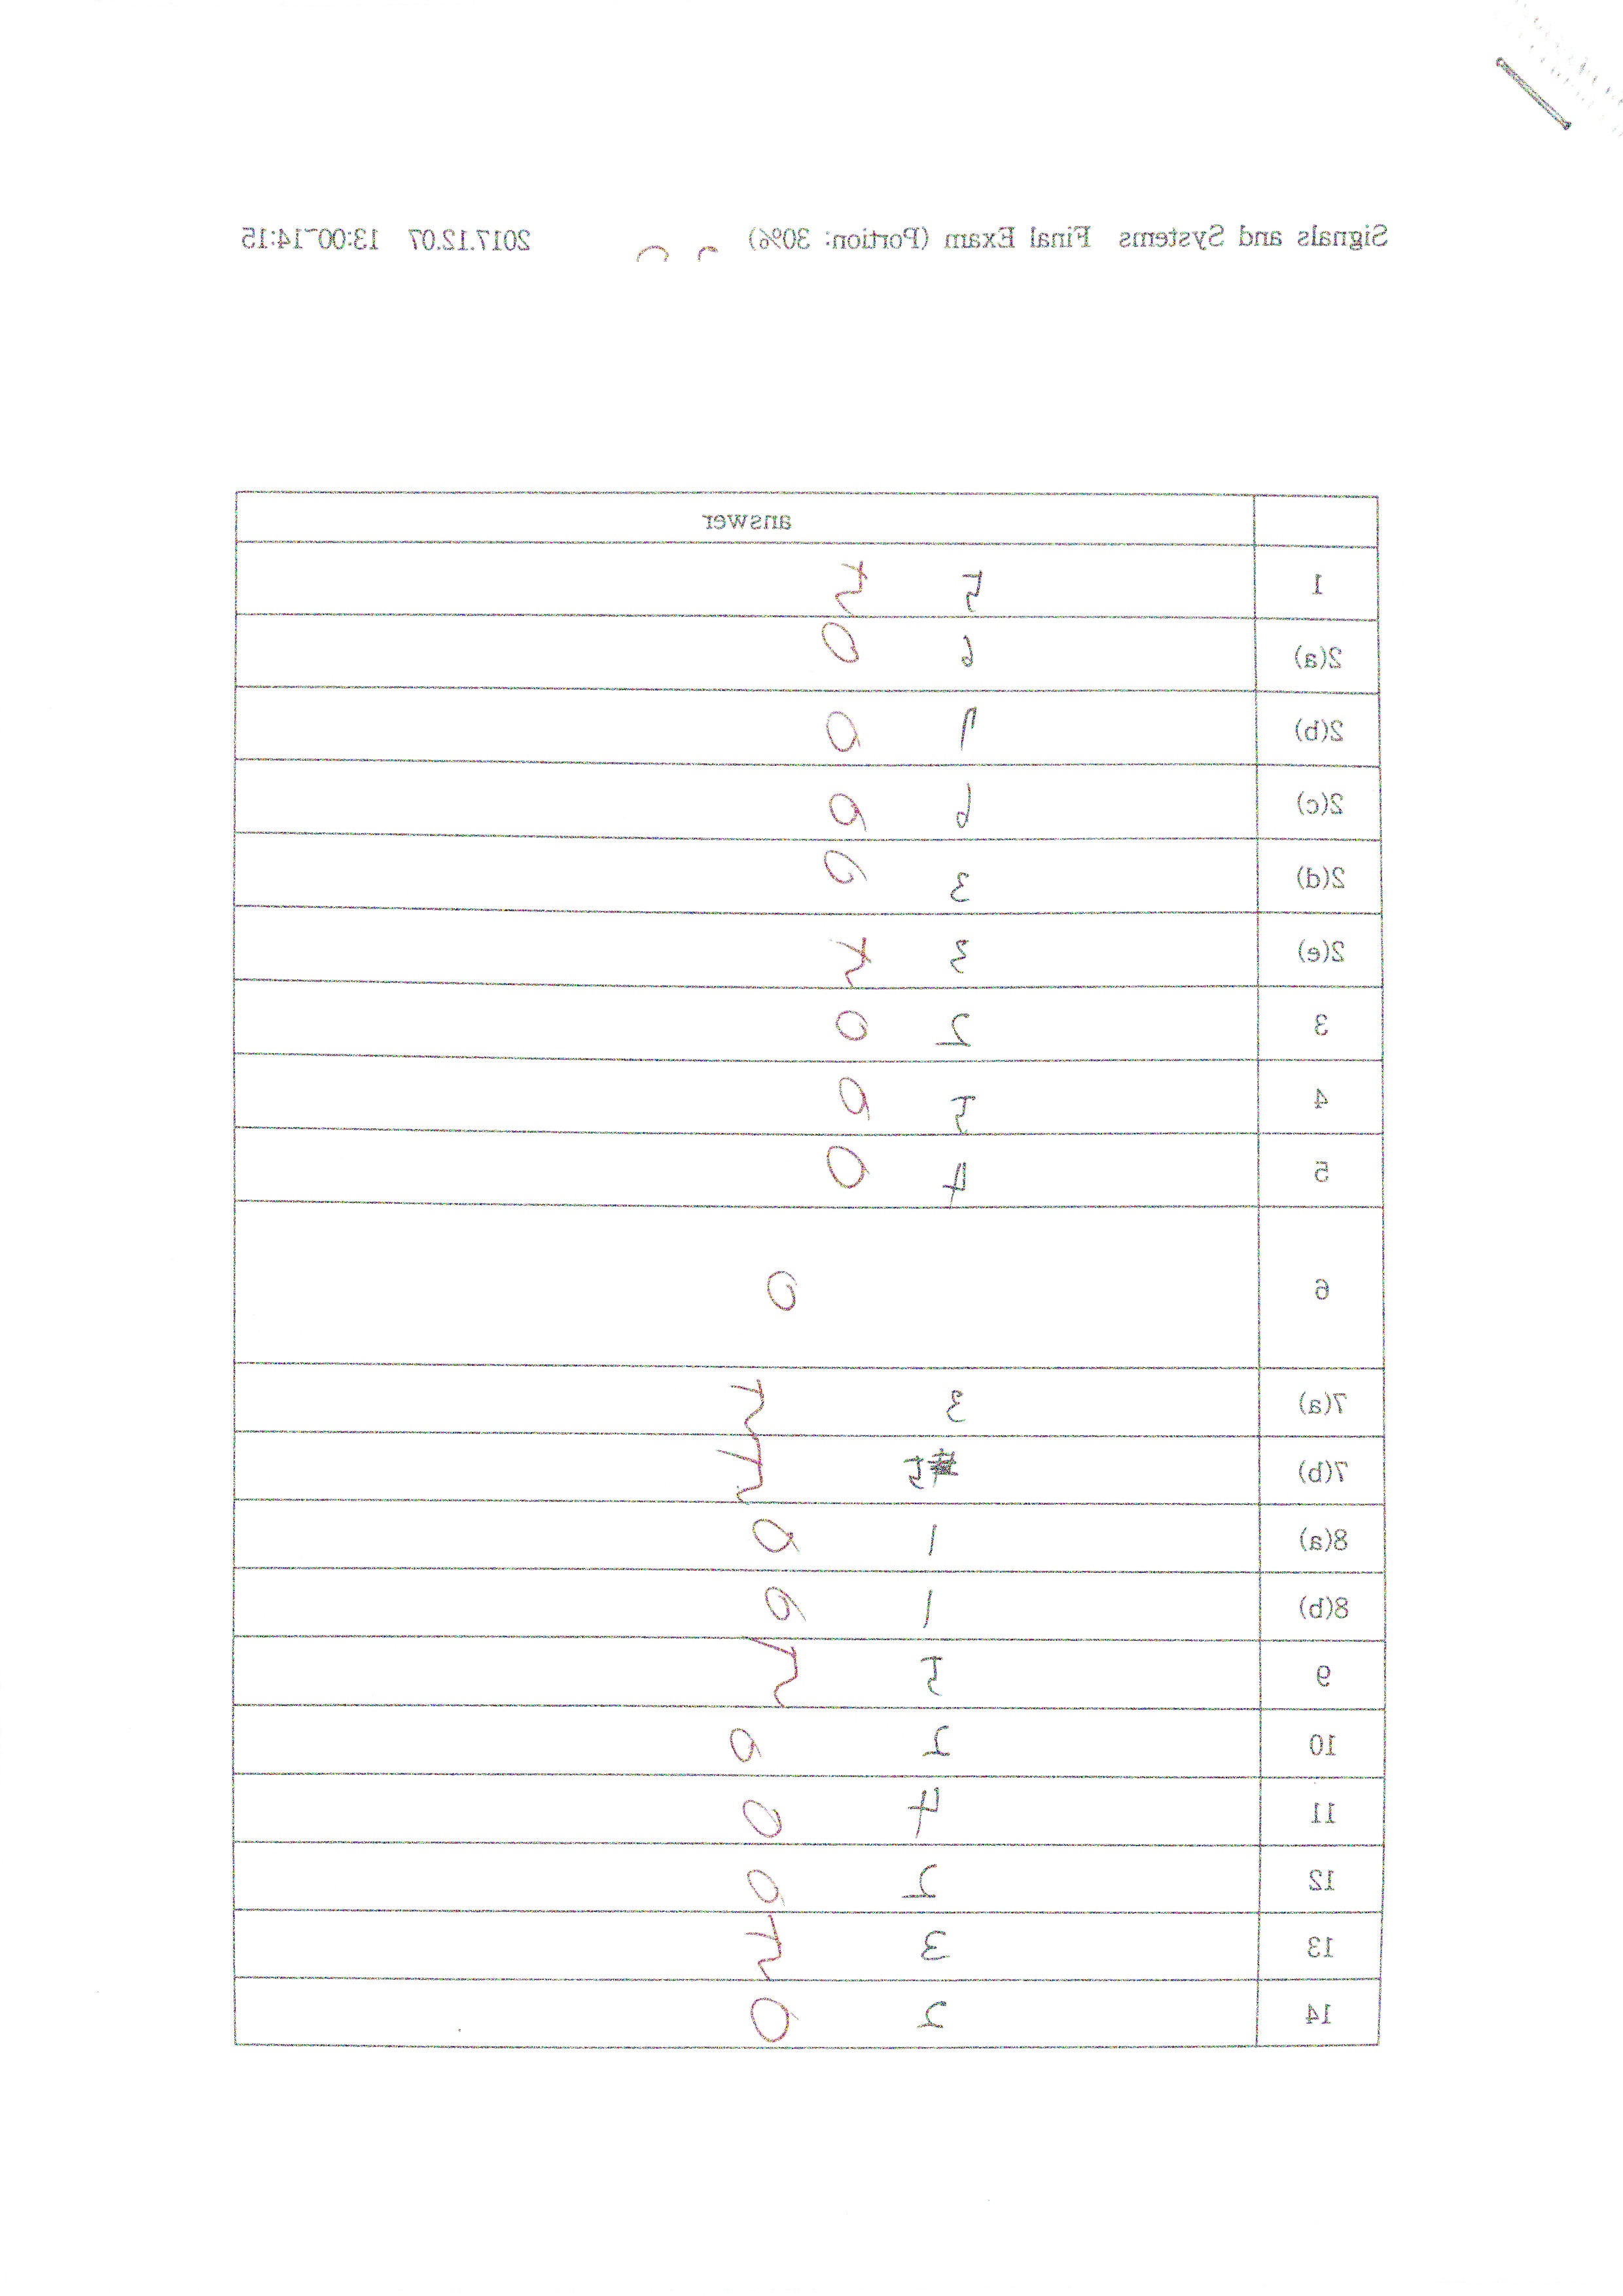 Signals and Systems Final Exam (Portion: 30%) 2017.12.07 13:00~14:15
answer
1 5
2(a) 6
2(b) 7
2(c) 6
2(d) 3
2(e) 3
3 2
4 5
5 4
6
7(a) 3
7(b) 5
8(a) 1
8(b) 1
9 5
10 2
11 4
12 2
13 3
14 2